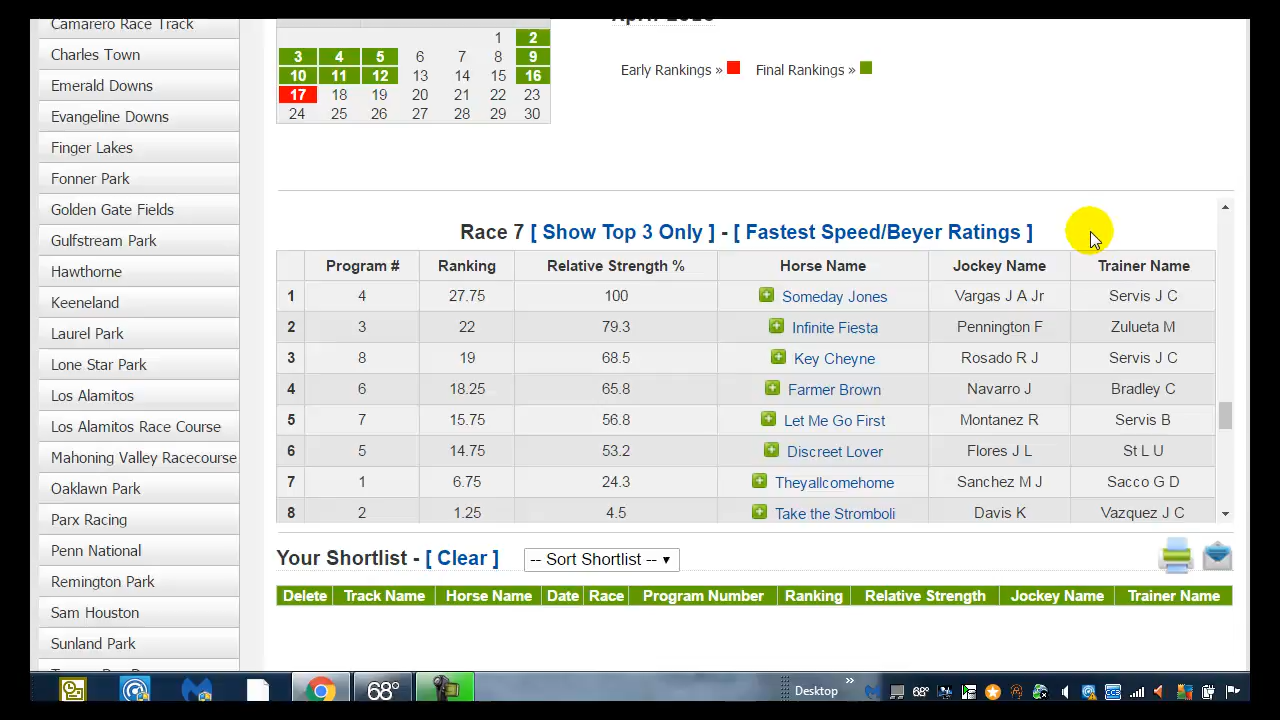 Camarero Race Track
Charles Town
Emerald Downs
Evangeline Downs
Finger Lakes
Fonner Park
Golden Gate Fields
Gulfstream Park
Hawthorne
Keeneland
Laurel Park
Lone Star Park
Los Alamitos
Los Alamitos Race Course
Mahoning Valley Racecourse
Oaklawn Park
Parx Racing
Penn National
Remington Park
Sam Houston
Sunland Park
1 2
3 4 5 6 7 8 9
10 11 12 13 14 15 16
17 18 19 20 21 22 23
24 25 26 27 28 29 30
Early Rankings » Final Rankings »
Race 7 [ Show Top 3 Only ] - [ Fastest Speed/Beyer Ratings ]
Program # Ranking Relative Strength % Horse Name Jockey Name Trainer Name
1 4 27.75 100 Someday Jones Vargas J A Jr Servis J C
2 3 22 79.3 Infinite Fiesta Pennington F Zulueta M
3 8 19 68.5 Key Cheyne Rosado R J Servis J C
4 6 18.25 65.8 Farmer Brown Navarro J Bradley C
5 7 15.75 56.8 Let Me Go First Montanez R Servis B
6 5 14.75 53.2 Discreet Lover Flores J L St L U
7 1 6.75 24.3 Theyallcomehome Sanchez M J Sacco G D
8 2 1.25 4.5 Take the Stromboli Davis K Vazquez J C
Your Shortlist - [ Clear ] -- Sort Shortlist --
Delete Track Name Horse Name Date Race Program Number Ranking Relative Strength Jockey Name Trainer Name
68° Desktop » 68°